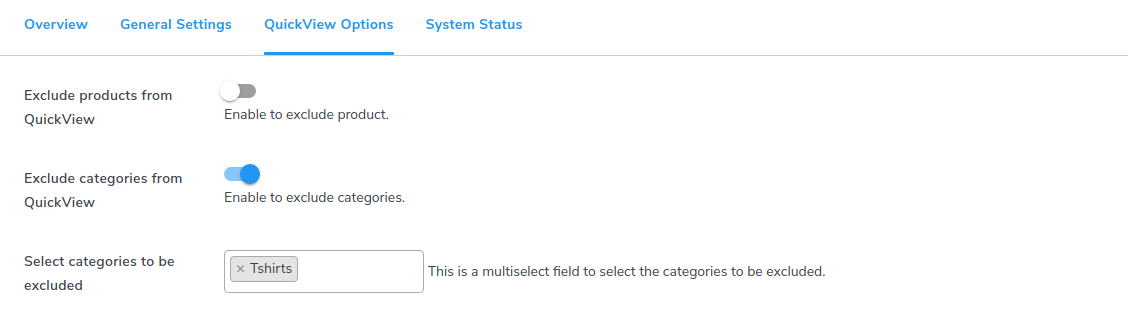 Overview General Settings QuickView Options System Status
Exclude products from
QuickView
Enable to exclude product.
Exclude categories from
QuickView
Enable to exclude categories.
Select categories to be
excluded
× Tshirts
This is a multiselect field to select the categories to be excluded.